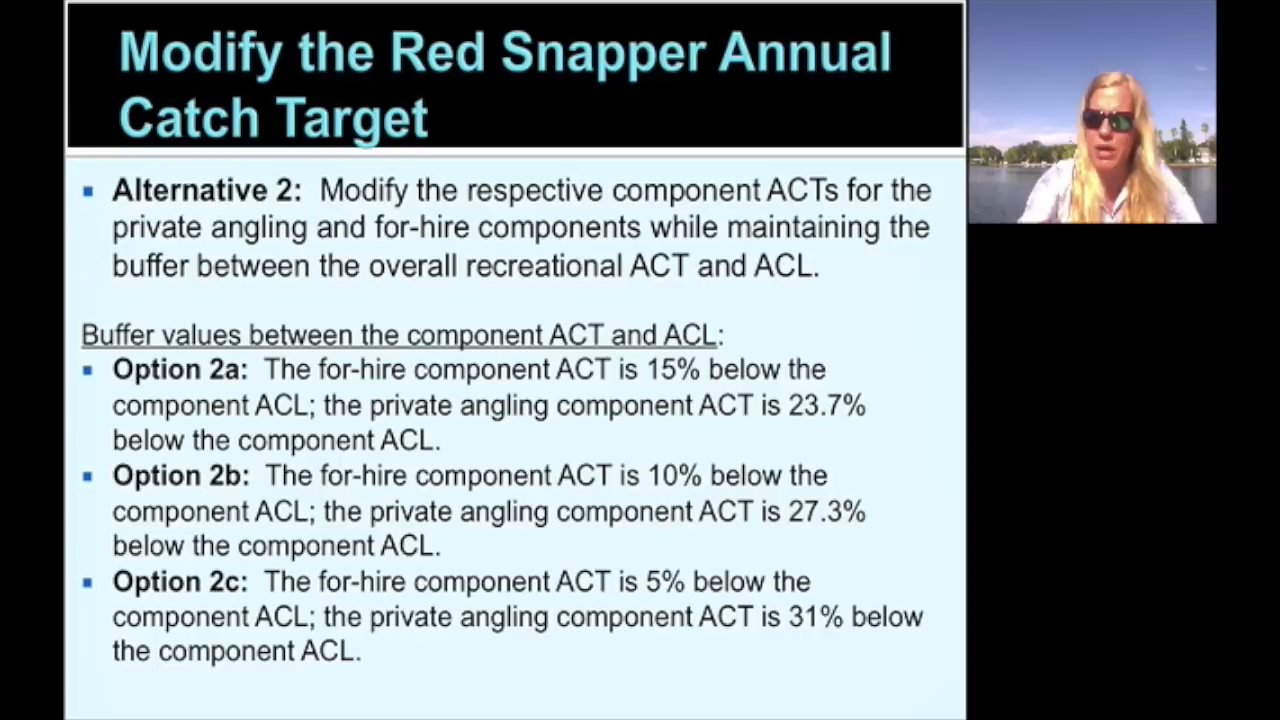 Modify the Red Snapper Annual
Catch Target
▪ Alternative 2: Modify the respective component ACTs for the
private angling and for-hire components while maintaining the
buffer between the overall recreational ACT and ACL.
Buffer values between the component ACT and ACL:
▪ Option 2a: The for-hire component ACT is 15% below the
component ACL; the private angling component ACT is 23.7%
below the component ACL.
▪ Option 2b: The for-hire component ACT is 10% below the
component ACL; the private angling component ACT is 27.3%
below the component ACL.
▪ Option 2c: The for-hire component ACT is 5% below the
component ACL; the private angling component ACT is 31% below
the component ACL.